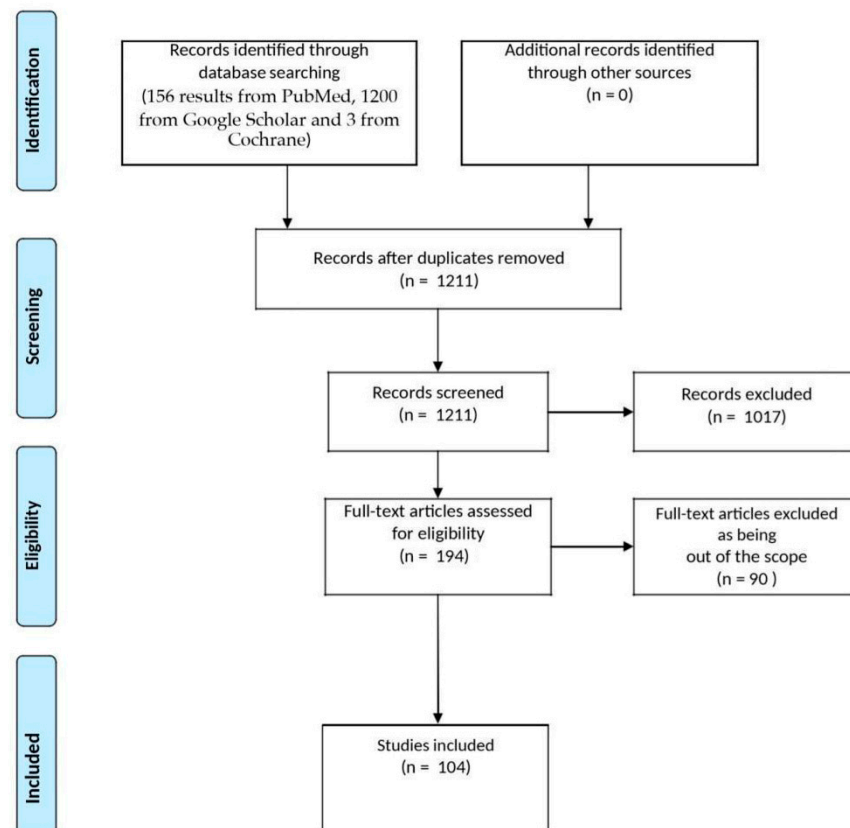 Identification
Records identified through
database searching
(156 results from PubMed, 1200
from Google Scholar and 3 from
Cochrane)
Additional records identified
through other sources
(n = 0)
Screening
Records after duplicates removed
(n = 1211)
Records screened
(n = 1211)
Records excluded
(n = 1017)
Eligibility
Full-text articles assessed
for eligibility
(n = 194)
Full-text articles excluded
as being
out of the scope
(n = 90 )
Included
Studies included
(n = 104)